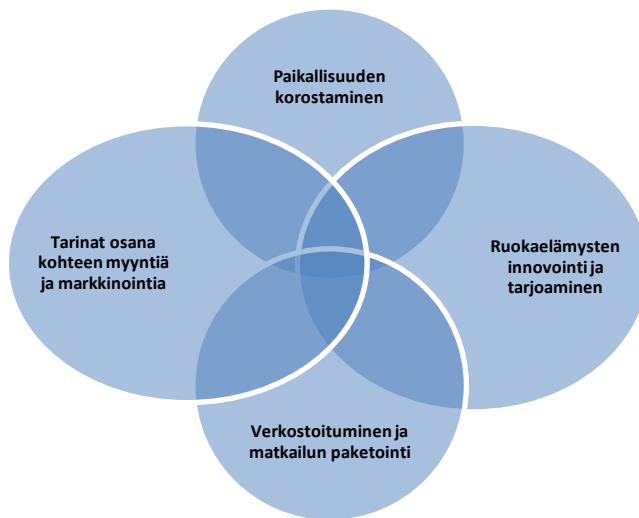 Paikallisuuden
korostaminen
Tarinat osana
kohteen myyntiä
ja markkinointia
Ruokaelämysten
innovointi ja
tarjoaminen
Verkostoituminen ja
matkailun paketointi